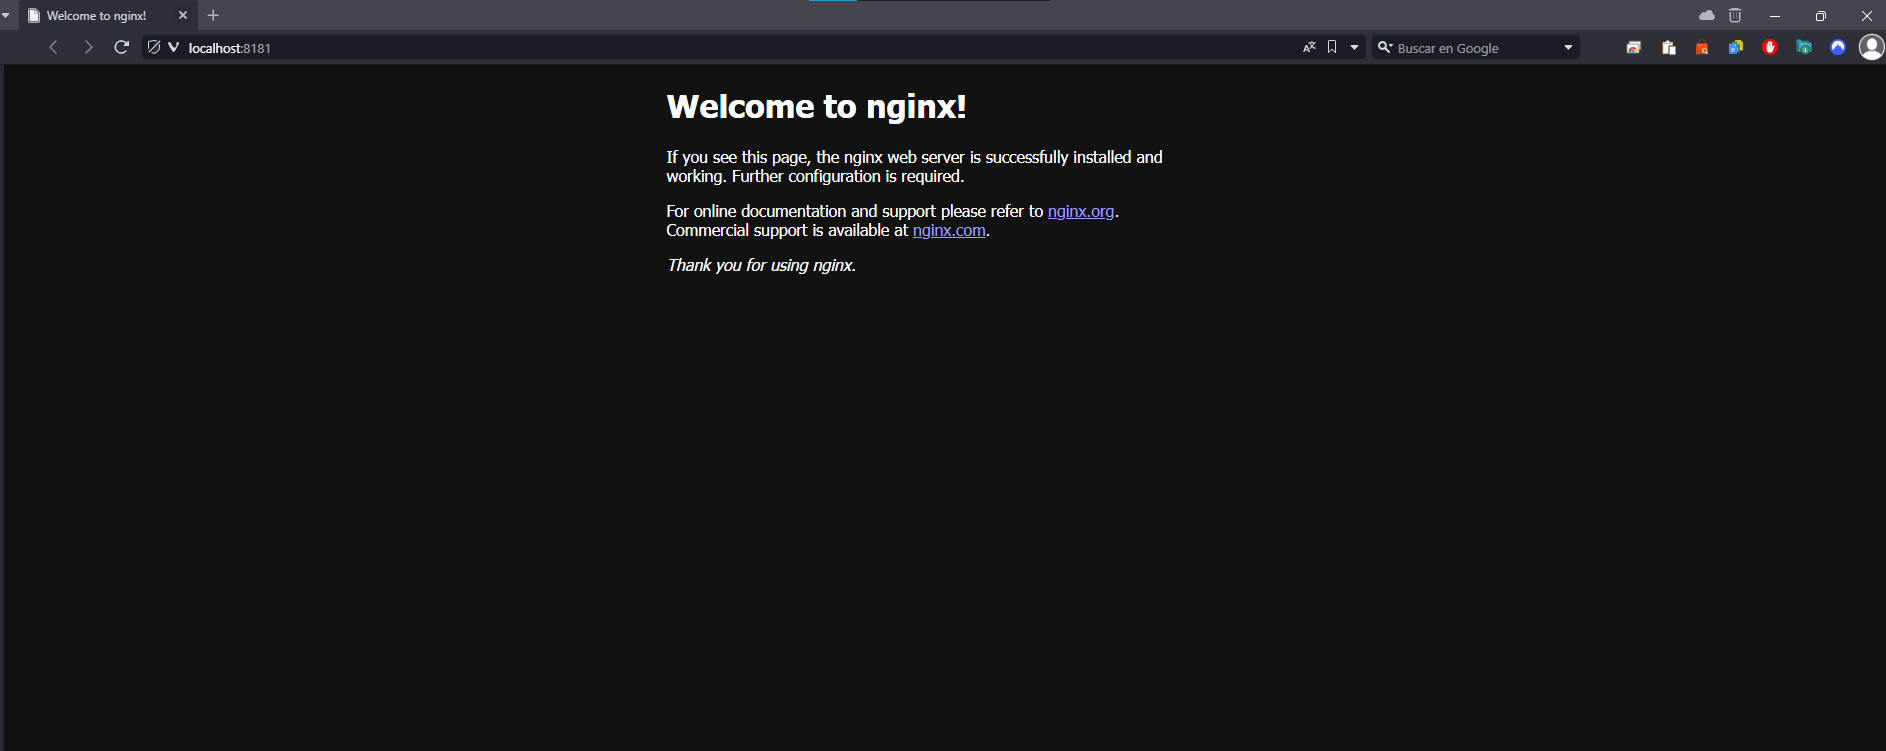 Welcome to nginx!
localhost:8181
Buscar en Google
Welcome to nginx!
If you see this page, the nginx web server is successfully installed and
working. Further configuration is required.
For online documentation and support please refer to nginx.org.
Commercial support is available at nginx.com.
Thank you for using nginx.